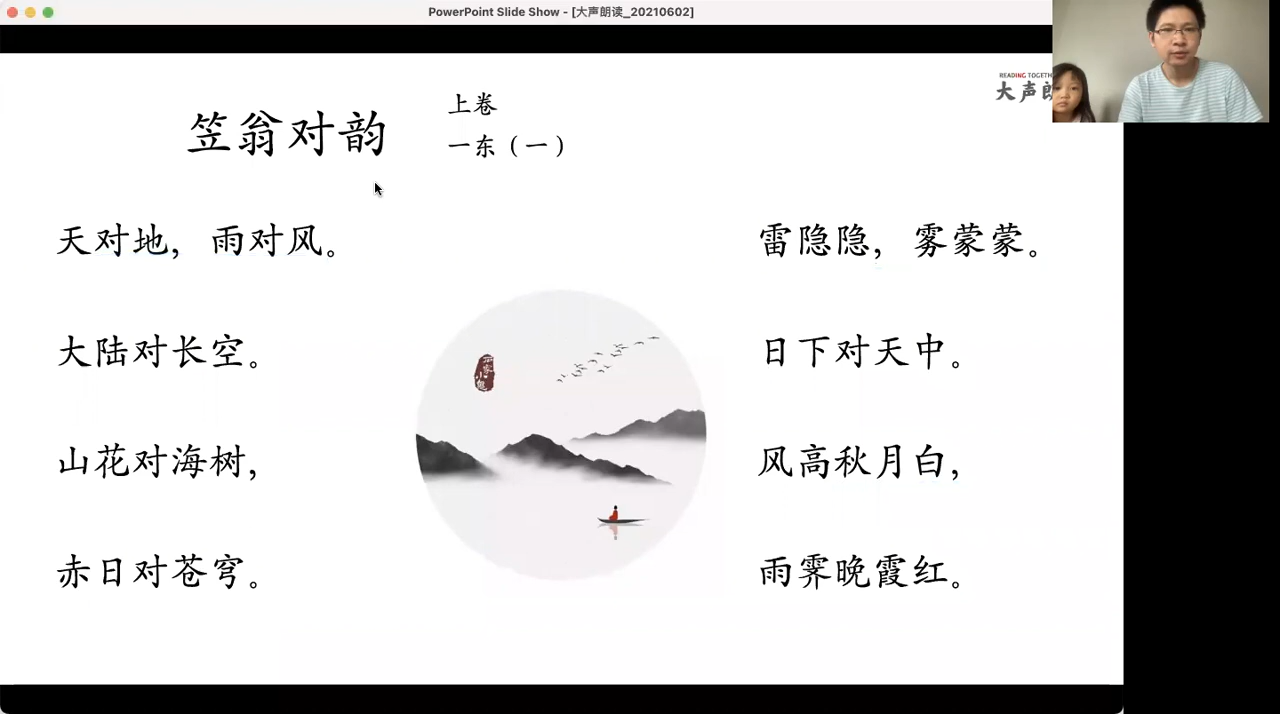 PowerPoint Slide Show - [大声朗读_20210602]
READING TOGETH
大声朗
笠翁对韵
上卷
一东（一）
天对地，雨对风。
大陆对长空。
山花对海树，
赤日对苍穹。
雷隐隐，雾蒙蒙。
日下对天中。
风高秋月白，
雨霁晚霞红。